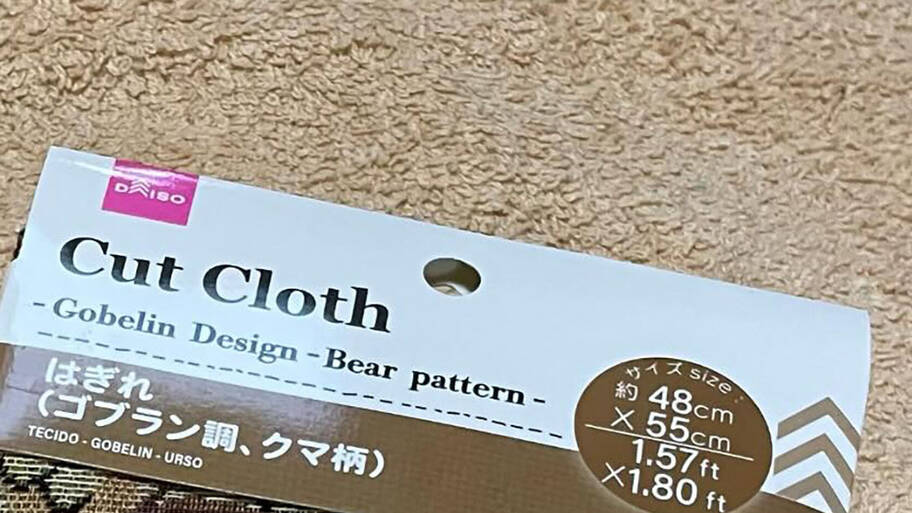 DAISO
Cut Cloth
-Gobelin Design-Bear pattern-
はぎれ
(ゴブラン調、クマ柄)
TECIDO - GOBELIN - URSO
サイズ size
約 48cm
× 55cm
1.57ft
×1.80 ft